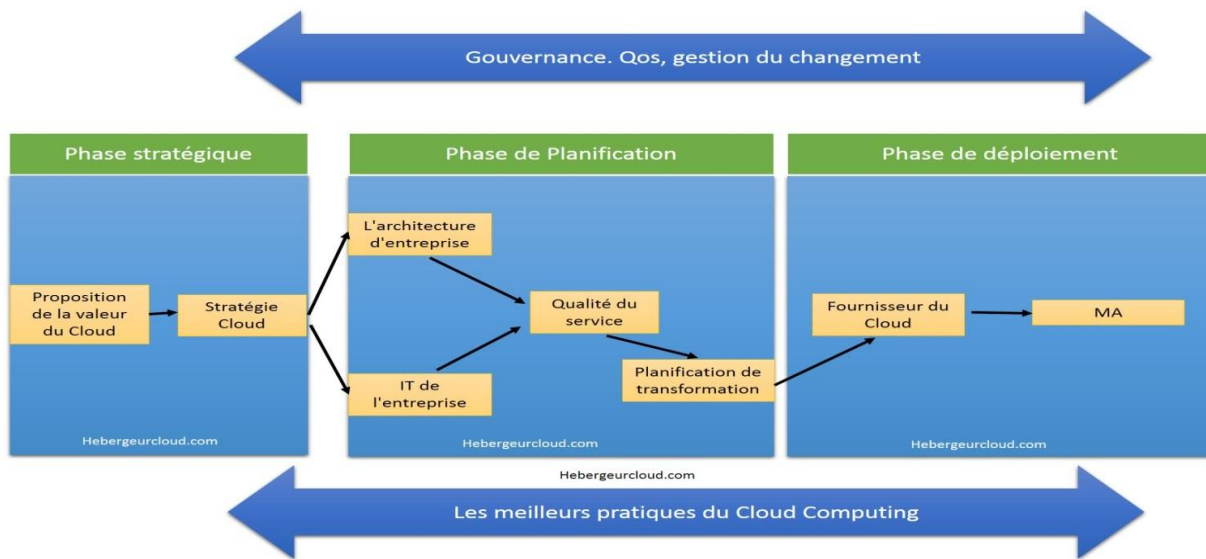 Gouvernance. Qos, gestion du changement
Phase stratégique
Phase de Planification
Phase de déploiement
Proposition
de la valeur
du Cloud
Stratégie
Cloud
L'architecture
d'entreprise
IT de
l'entreprise
Qualité du
service
Planification de
transformation
Fournisseur du
Cloud
MA
Hebergeurcloud.com
Hebergeurcloud.com
Hebergeurcloud.com
Hebergeurcloud.com
Les meilleurs pratiques du Cloud Computing